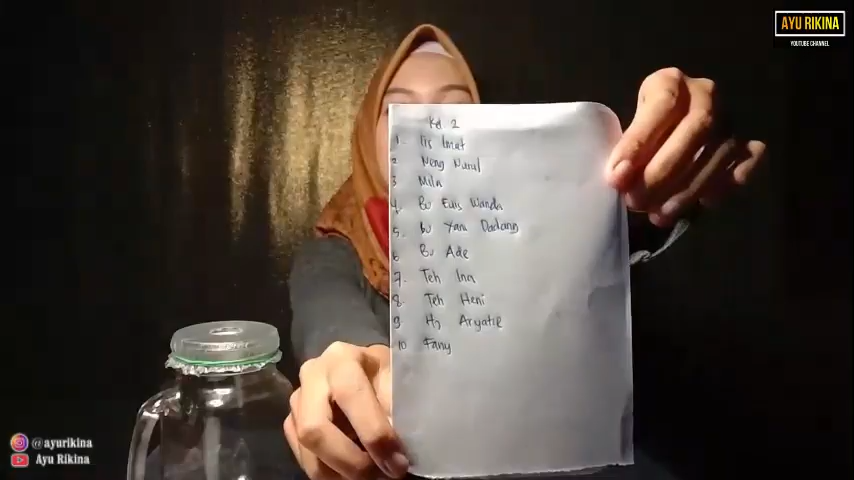 AYU RIKINA
YOUTUBE CHANNEL
Kel 2
1. Iis Imat
2 Neng Nurul
3 Mila
4. Bu Euis Wanda
5. bu Yani Dadang
6 Bu Ade
7. Teh Ina
8. Teh Heni
9 Hj Aryatie
10 Fany
@ayurikina
Ayu Rikina